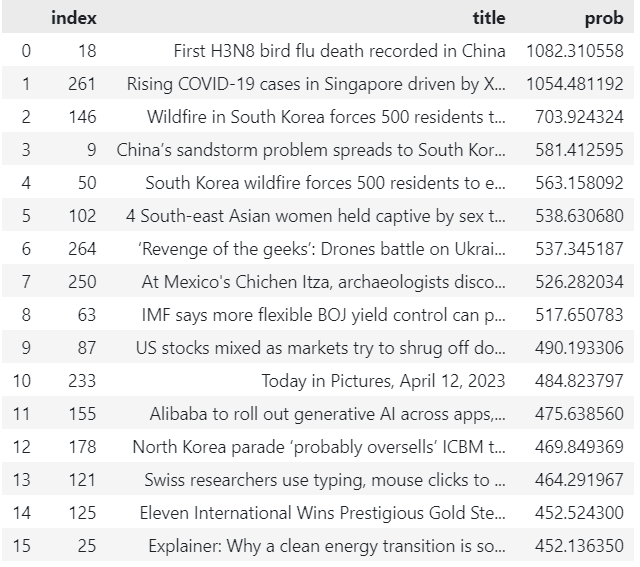 index title prob
0 18 First H3N8 bird flu death recorded in China 1082.310558
1 261 Rising COVID-19 cases in Singapore driven by X... 1054.481192
2 146 Wildfire in South Korea forces 500 residents t... 703.924324
3 9 China’s sandstorm problem spreads to South Kor... 581.412595
4 50 South Korea wildfire forces 500 residents to e... 563.158092
5 102 4 South-east Asian women held captive by sex t... 538.630680
6 264 ‘Revenge of the geeks’: Drones battle on Ukrai... 537.345187
7 250 At Mexico's Chichen Itza, archaeologists disco... 526.282034
8 63 IMF says more flexible BOJ yield control can p... 517.650783
9 87 US stocks mixed as markets try to shrug off do... 490.193306
10 233 Today in Pictures, April 12, 2023 484.823797
11 155 Alibaba to roll out generative AI across apps,... 475.638560
12 178 North Korea parade ‘probably oversells’ ICBM t... 469.849369
13 121 Swiss researchers use typing, mouse clicks to ... 464.291967
14 125 Eleven International Wins Prestigious Gold Ste... 452.524300
15 25 Explainer: Why a clean energy transition is so... 452.136350